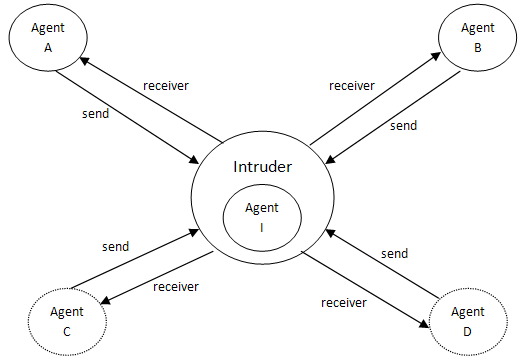 Agent
A
Agent
B
receiver
receiver
send
send
Intruder
Agent
I
send
send
receiver
receiver
Agent
C
Agent
D